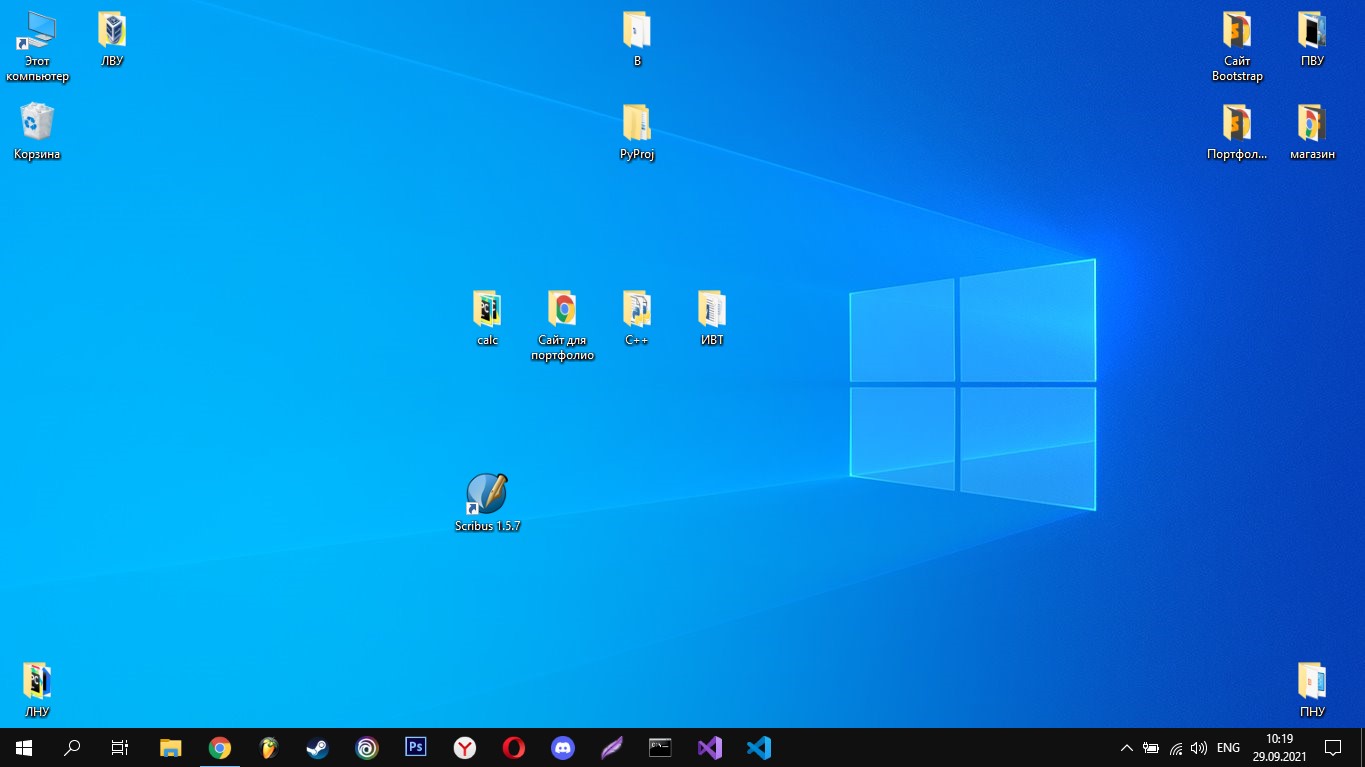 Этот
компьютер
ЛВУ
В
Сайт
Bootstrap
ПВУ
Корзина
PyProj
Портфол...
магазин
calc
Сайт для
портфолио
C++
ИВТ
Scribus 1.5.7
ЛНУ
ПНУ
Ps
ENG
10:19
29.09.2021